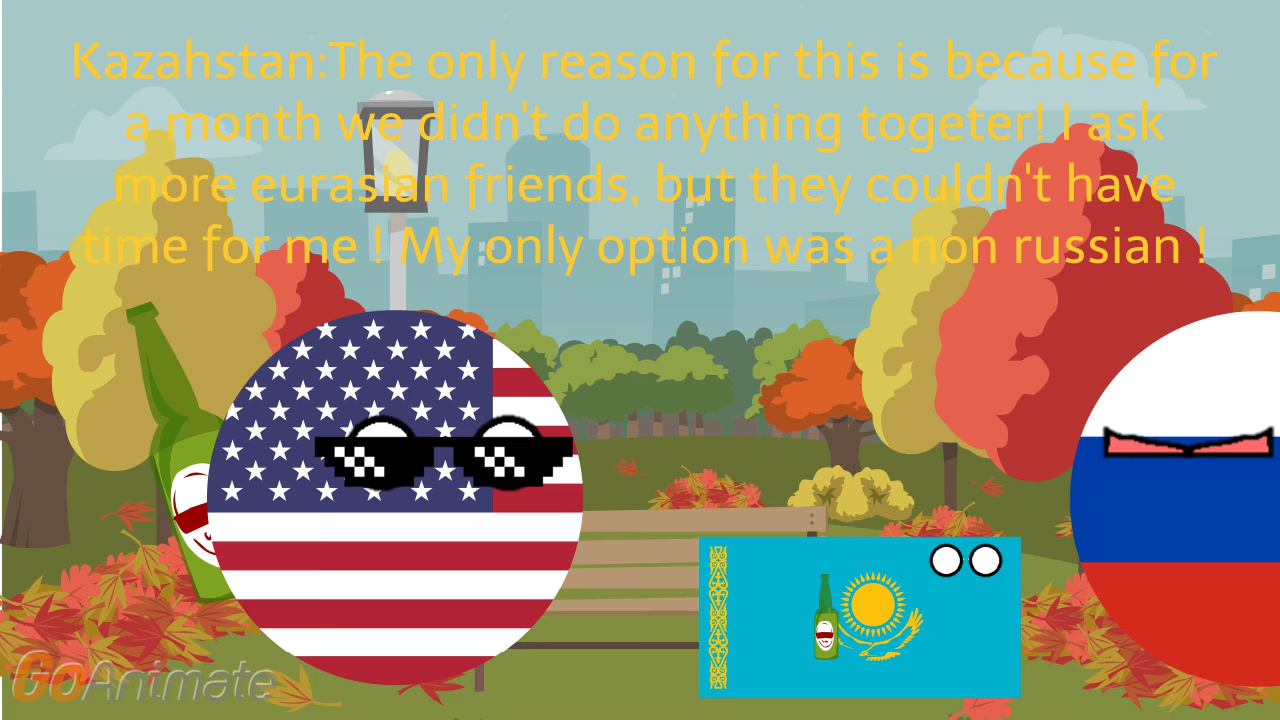 Kazahstan:The only reason for this is because for
a month we didn't do anything togeter! I ask
more eurasian friends, but they couldn't have
time for me ! My only option was a non russian !
GoAnimate